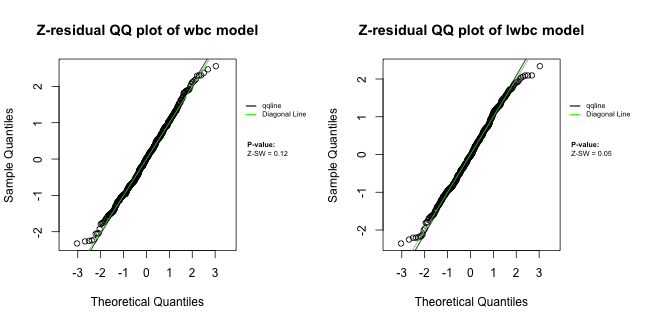 Z-residual QQ plot of wbc model
Sample Quantiles
2
1
0
-1
-2
-3 -2 -1 0 1 2 3
Theoretical Quantiles
qqline
Diagonal Line
P-value:
Z-SW = 0.12
Z-residual QQ plot of lwbc model
Sample Quantiles
2
1
0
-1
-2
-3 -2 -1 0 1 2 3
Theoretical Quantiles
qqline
Diagonal Line
P-value:
Z-SW = 0.05